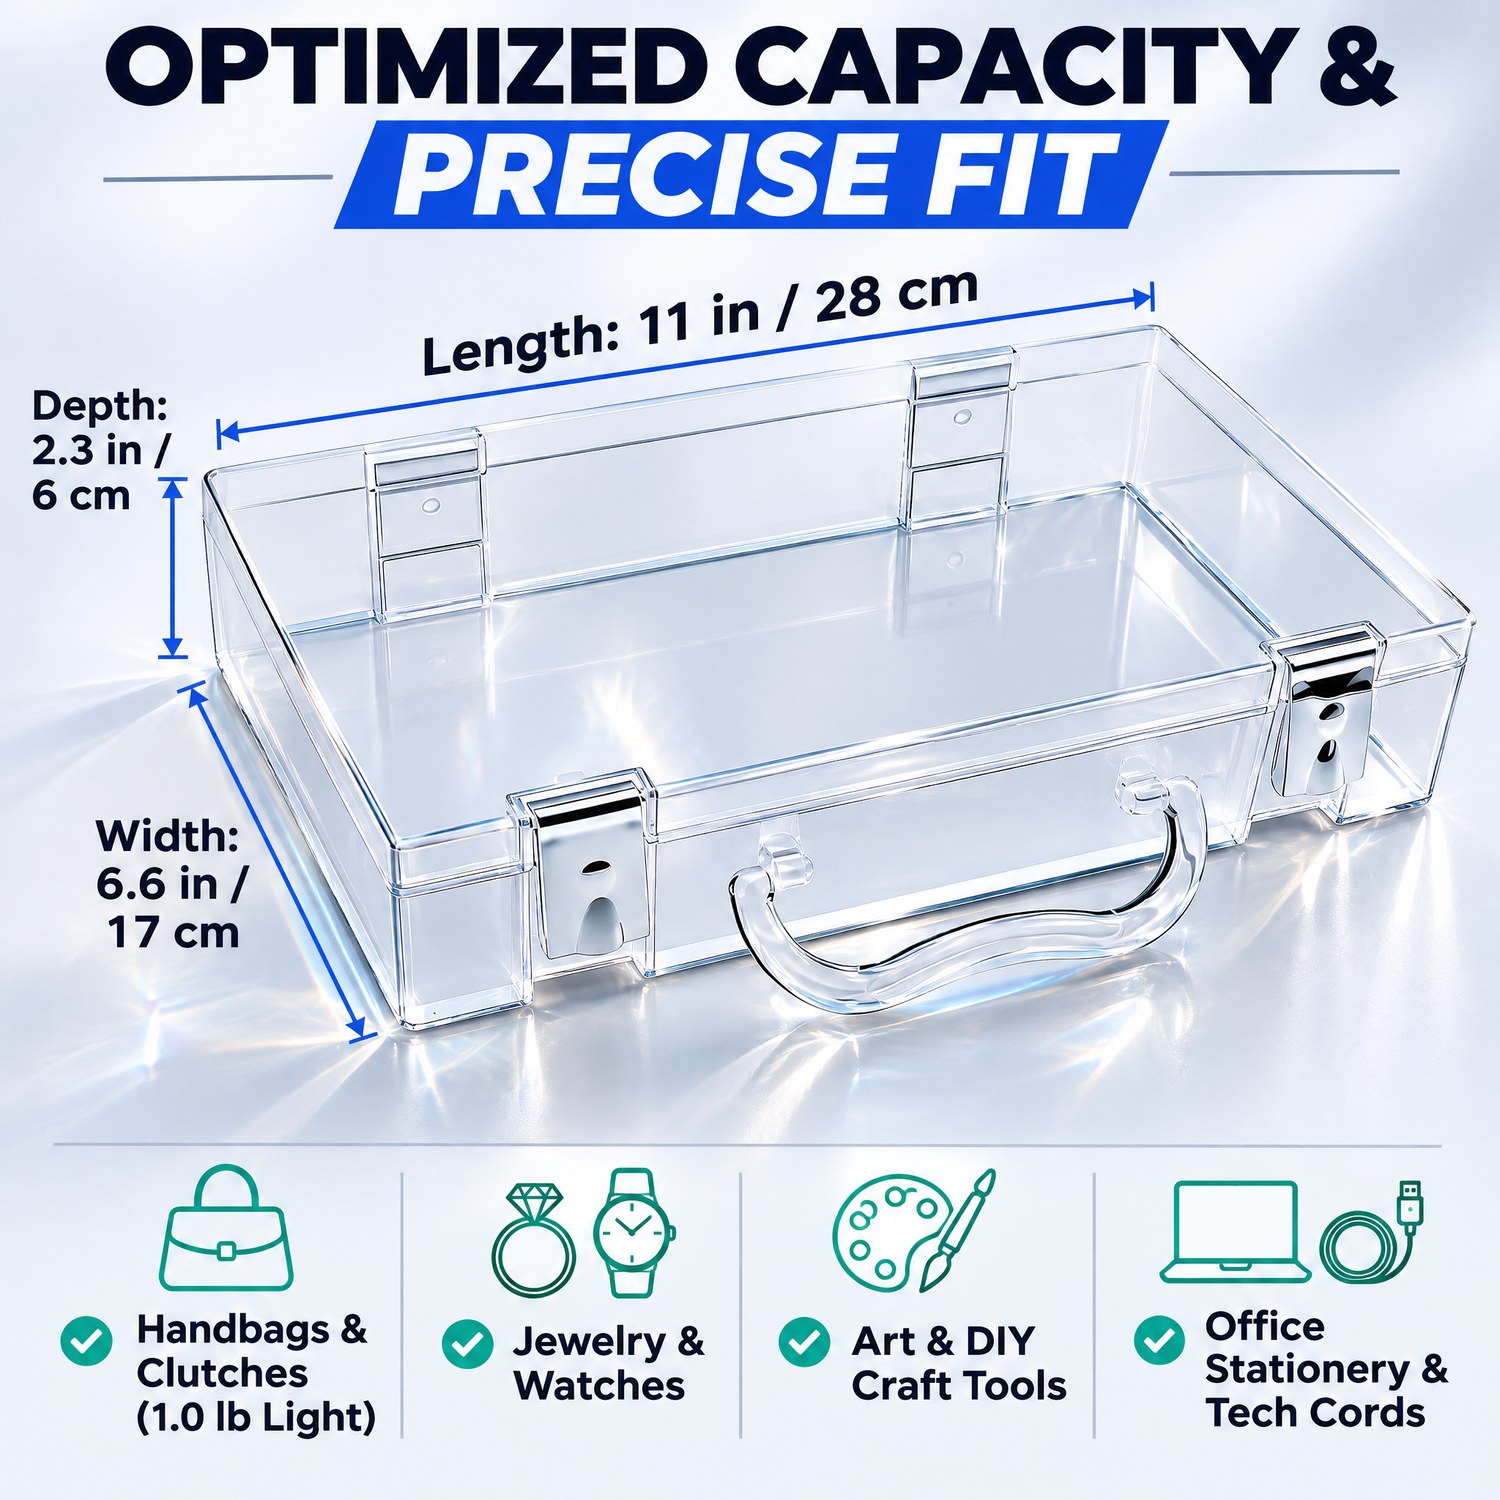 OPTIMIZED CAPACITY &
PRECISE FIT
Length: 11 in / 28 cm
Depth:
2.3 in /
6 cm
Width:
6.6 in /
17 cm
Handbags &
Clutches
(1.0 lb Light)
Jewelry &
Watches
Art & DIY
Craft Tools
Office
Stationery &
Tech Cords